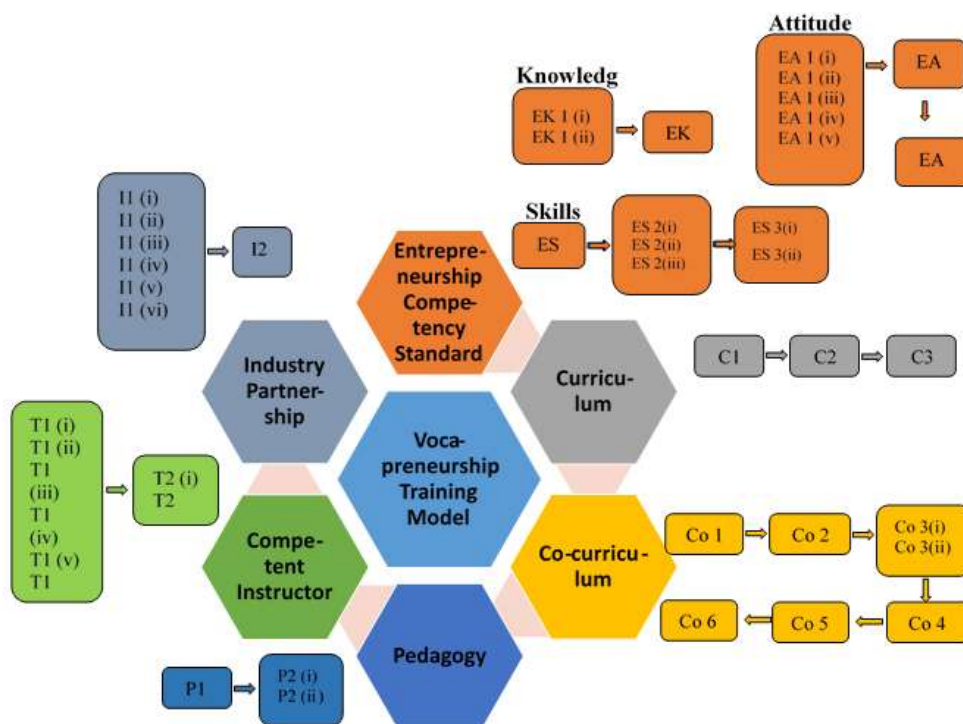 Attitude
EA 1 (i)
EA 1 (ii)
EA 1 (iii)
EA 1 (iv)
EA 1 (v)
EA
EA
Knowledg
EK 1 (i)
EK 1 (ii)
EK
Skills
ES
ES 2(i)
ES 2(ii)
ES 2(iii)
ES 3(i)
ES 3(ii)
I1 (i)
I1 (ii)
I1 (iii)
I1 (iv)
I1 (v)
I1 (vi)
I2
Entrepre-
neurship
Compe-
tency
Standard
Industry
Partner-
ship
Curricu-
lum
C1
C2
C3
Voca-
preneurship
Training
Model
T1 (i)
T1 (ii)
T1
(iii)
T1
(iv)
T1 (v)
T1
T2 (i)
T2
Compe-
tent
Instructor
Co-curricu-
lum
Co 1
Co 2
Co 3(i)
Co 3(ii)
Co 4
Co 5
Co 6
Pedagogy
P1
P2 (i)
P2 (ii)